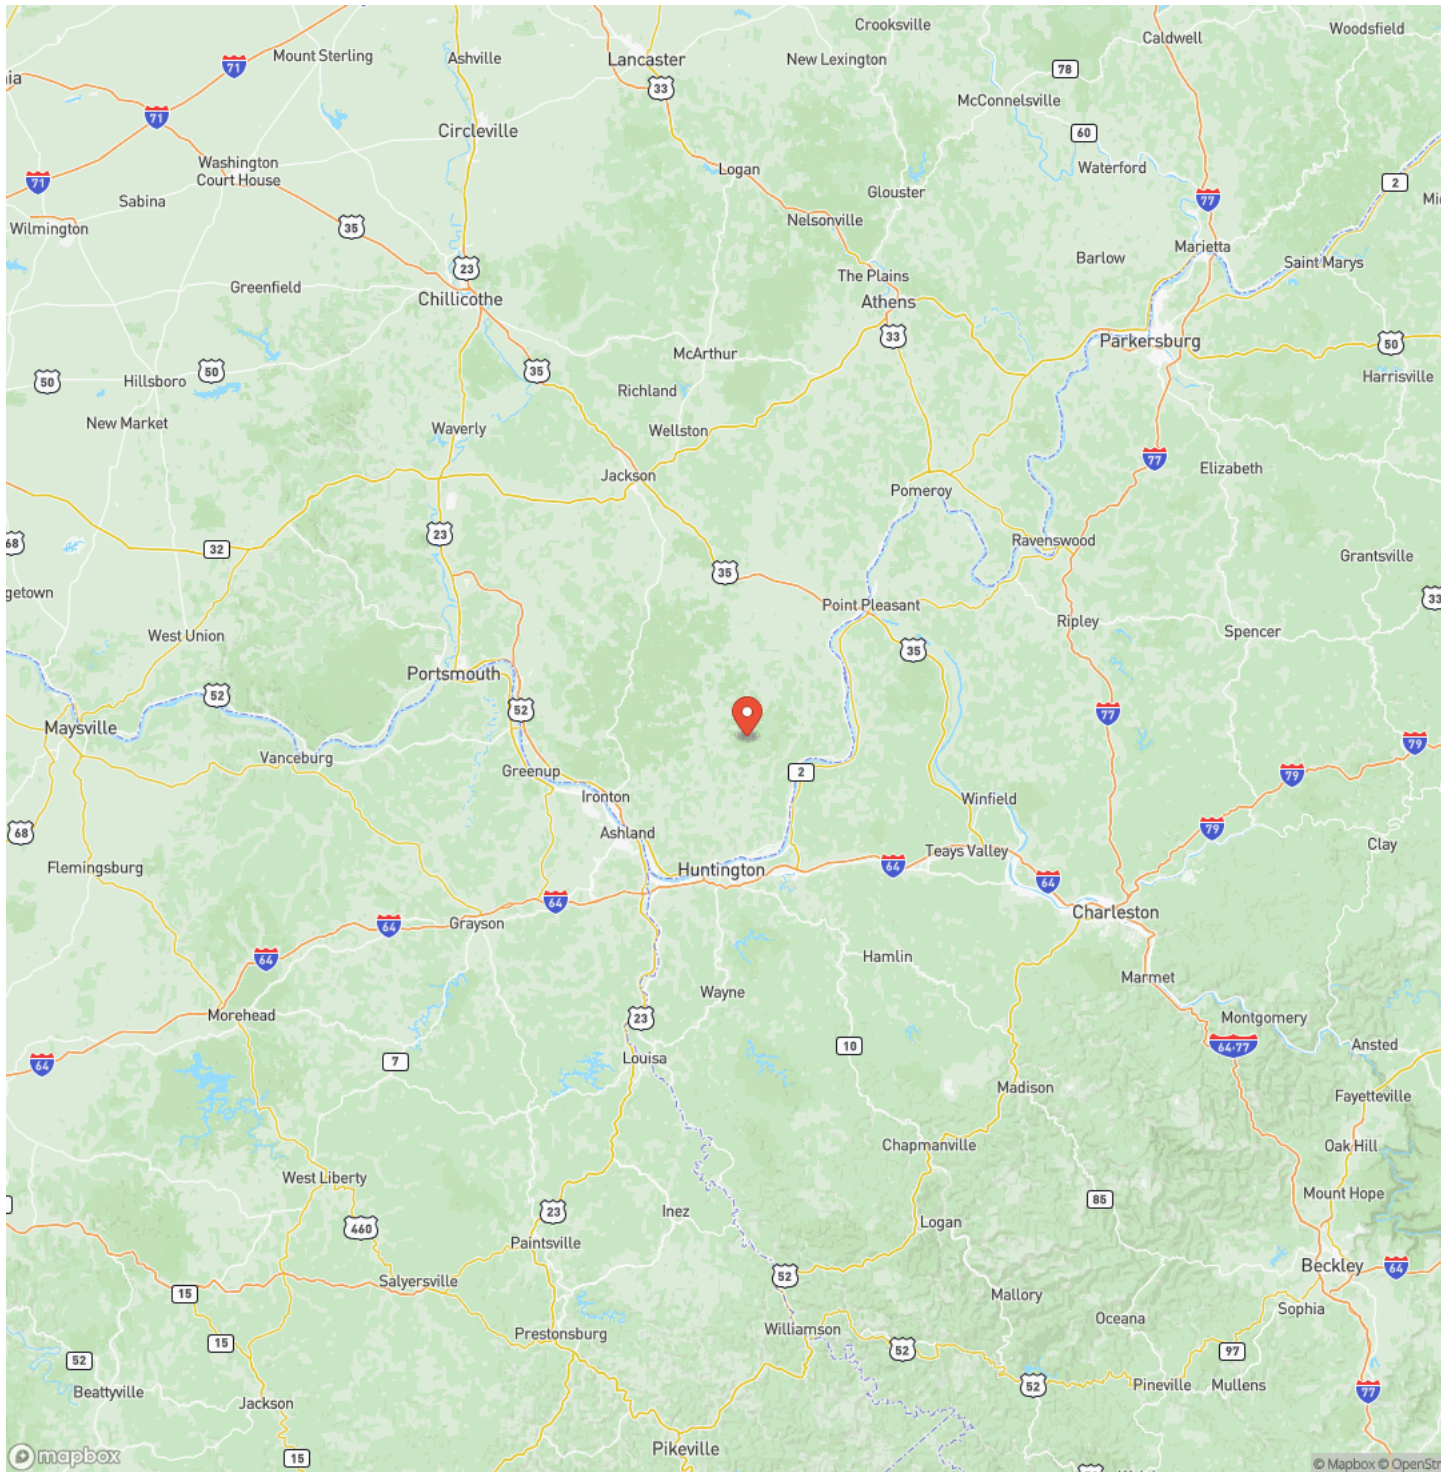 Crooksville
Woodsfield
Caldwell
Mount Sterling
Ashville
Lancaster
New Lexington
71
78
33
McConnelsville
71
Circleville
60
Washington
Court House
Logan
Waterford
71
Glouster
2
Sabina
77
Wilmington
35
Nelsonville
Marietta
Barlow
Saint Marys
23
The Plains
Greenfield
Chillicothe
Athens
33
Parkersburg
50
McArthur
35
50
50
Hillsboro
Richland
Harrisville
New Market
Waverly
Wellston
77
Elizabeth
Jackson
Pomeroy
23
Ravenswood
68
32
Grantsville
35
getown
33
Point Pleasant
Ripley
West Union
Spencer
35
Portsmouth
52
52
77
Maysville
79
Vanceburg
Greenup
2
79
Ironton
Winfield
68
Ashland
79
Clay
Teays Valley
Flemingsburg
Huntington
64
64
64
Charleston
Grayson
64
Hamlin
64
Marmet
Wayne
Morehead
23
Montgomery
10
64-77
Ansted
7
Louisa
64
Madison
Fayetteville
Chapmanville
Oak Hill
West Liberty
Mount Hope
85
Inez
23
Logan
460
Paintsville
Beckley
64
52
Salyersville
15
Mallory
Sophia
Oceana
Williamson
Prestonsburg
15
52
97
52
52
Pineville
Mullens
Beattyville
77
Jackson
Pikeville
mapbox
15
© Mapbox © OpenStr